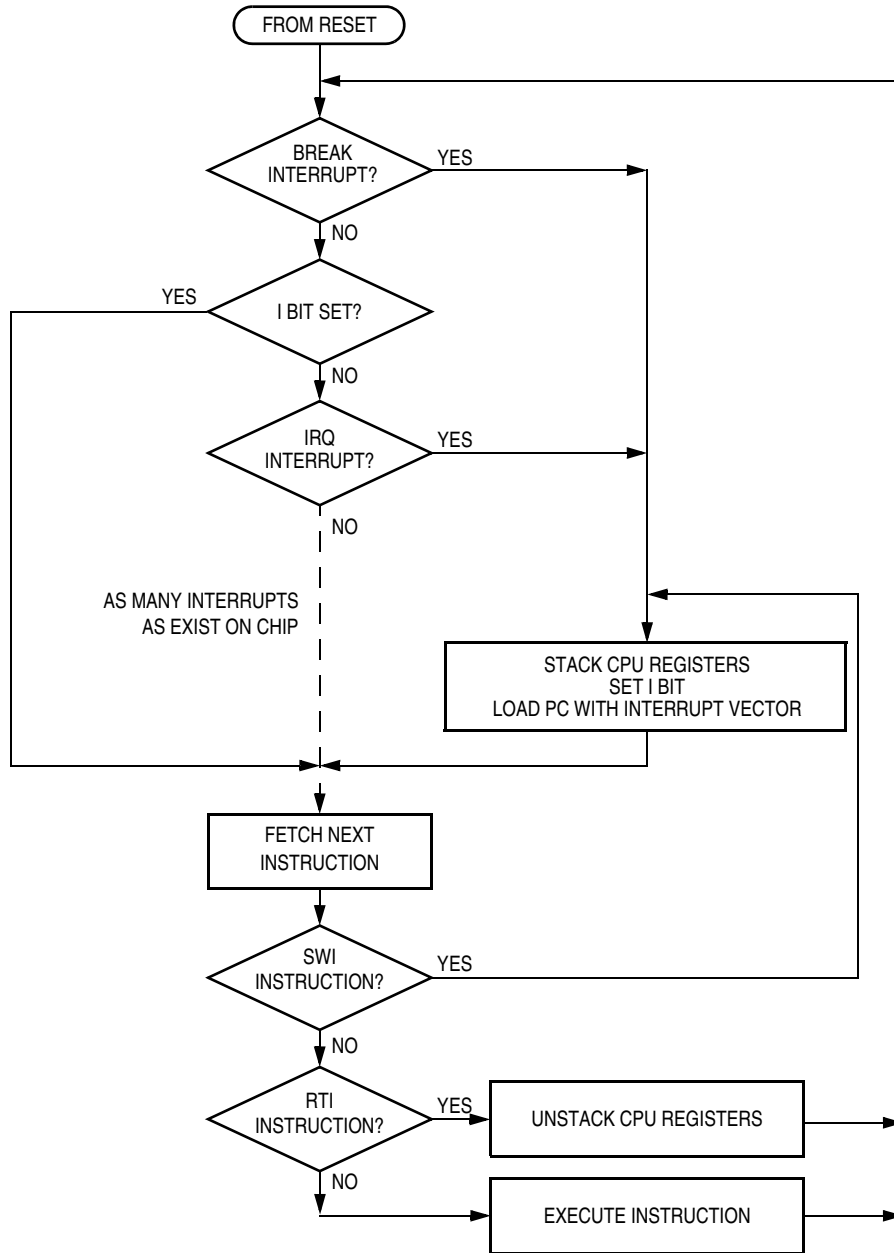 FROM RESET
BREAK
INTERRUPT?
YES
NO
YES
I BIT SET?
NO
IRQ
INTERRUPT?
YES
NO
AS MANY INTERRUPTS
AS EXIST ON CHIP
STACK CPU REGISTERS
SET I BIT
LOAD PC WITH INTERRUPT VECTOR
FETCH NEXT
INSTRUCTION
SWI
INSTRUCTION?
YES
NO
RTI
INSTRUCTION?
YES
UNSTACK CPU REGISTERS
NO
EXECUTE INSTRUCTION